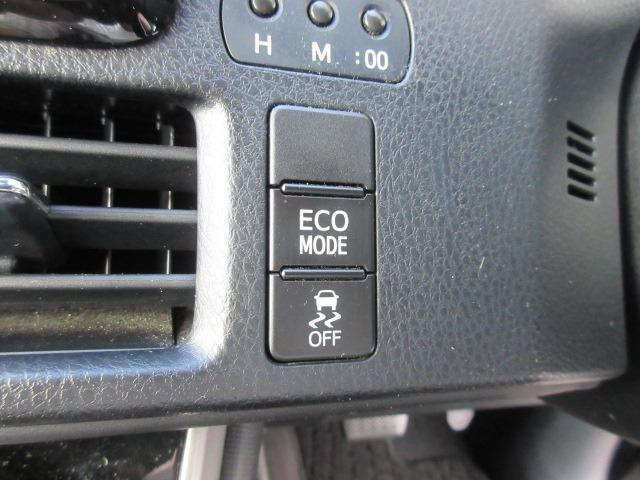 H M :00
ECO
MODE
OFF